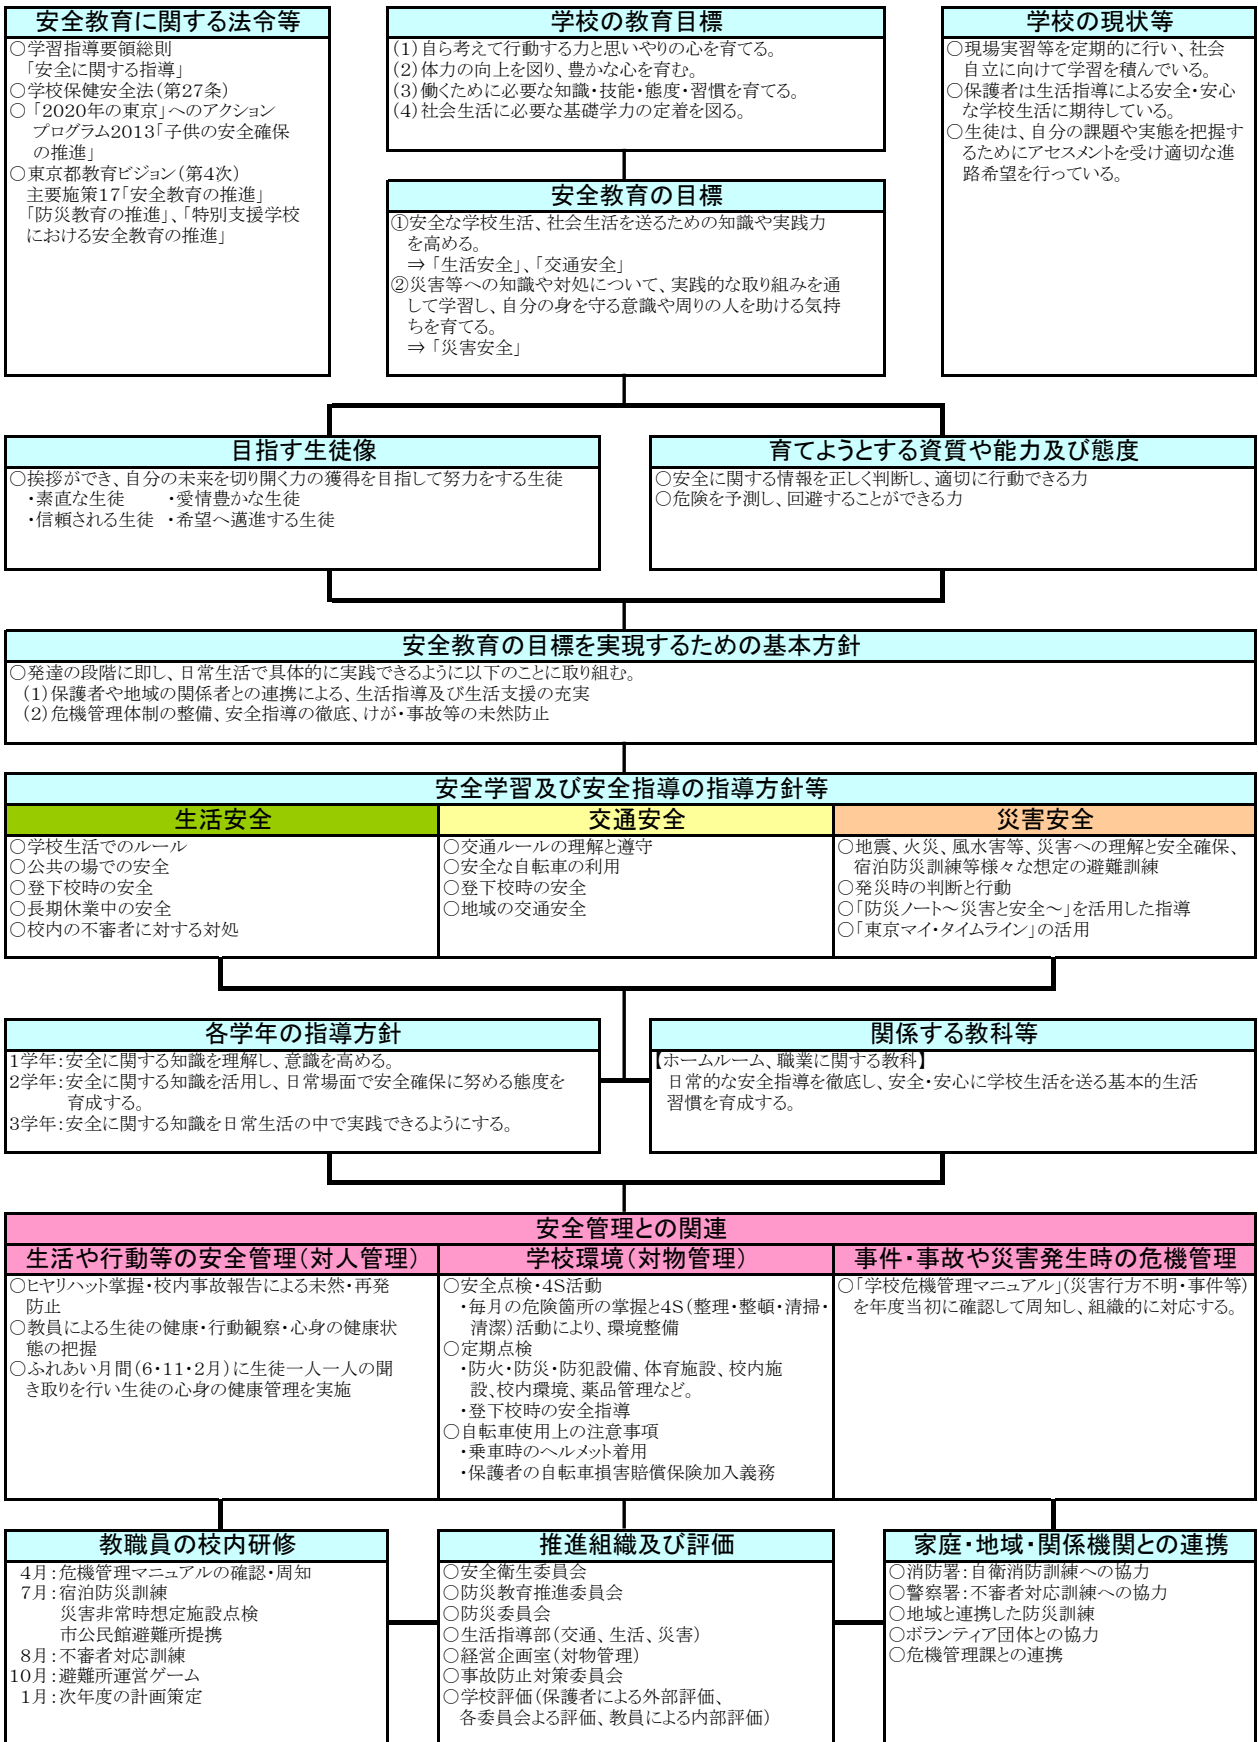 安全教育に関する法令等
○学習指導要領総則
「安全に関する指導」
○学校保健安全法(第27条)
○「2020年の東京」へのアクション
プログラム2013「子供の安全確保
の推進」
○東京都教育ビジョン(第4次)
主要施策17「安全教育の推進」
「防災教育の推進」、「特別支援学校
における安全教育の推進」
学校の教育目標
(1)自ら考えて行動する力と思いやりの心を育てる。
(2)体力の向上を図り、豊かな心を育む。
(3)働くために必要な知識・技能・態度・習慣を育てる。
(4)社会生活に必要な基礎学力の定着を図る。
学校の現状等
○現場実習等を定期的に行い、社会
自立に向けて学習を積んでいる。
○保護者は生活指導による安全・安心
な学校生活に期待している。
○生徒は、自分の課題や実態を把握す
るためにアセスメントを受け適切な進
路希望を行っている。
安全教育の目標
①安全な学校生活、社会生活を送るための知識や実践力
を高める。
⇒「生活安全」、「交通安全」
②災害等への知識や対処について、実践的な取り組みを通
して学習し、自分の身を守る意識や周りの人を助ける気持
ちを育てる。
⇒「災害安全」
目指す生徒像
○挨拶ができ、自分の未来を切り開く力の獲得を目指して努力をする生徒
・素直な生徒 ・愛情豊かな生徒
・信頼される生徒 ・希望へ邁進する生徒
育てようとする資質や能力及び態度
○安全に関する情報を正しく判断し、適切に行動できる力
○危険を予測し、回避することができる力
安全教育の目標を実現するための基本方針
○発達の段階に即し、日常生活で具体的に実践できるように以下のことに取り組む。
(1)保護者や地域の関係者との連携による、生活指導及び生活支援の充実
(2)危機管理体制の整備、安全指導の徹底、けが・事故等の未然防止
安全学習及び安全指導の指導方針等
生活安全
○学校生活でのルール
○公共の場での安全
○登下校時の安全
○長期休業中の安全
○校内の不審者に対する対処
交通安全
○交通ルールの理解と遵守
○安全な自転車の利用
○登下校時の安全
○地域の交通安全
災害安全
○地震、火災、風水害等、災害への理解と安全確保、
宿泊防災訓練等様々な想定の避難訓練
○発災時の判断と行動
○「防災ノート～災害と安全～」を活用した指導
○「東京マイ・タイムライン」の活用
各学年の指導方針
1学年:安全に関する知識を理解し、意識を高める。
2学年:安全に関する知識を活用し、日常場面で安全確保に努める態度を
育成する。
3学年:安全に関する知識を日常生活の中で実践できるようにする。
関係する教科等
【ホームルーム、職業に関する教科】
日常的な安全指導を徹底し、安全・安心に学校生活を送る基本的生活
習慣を育成する。
安全管理との関連
生活や行動等の安全管理(対人管理)
○ヒヤリハット掌握・校内事故報告による未然・再発
防止
○教員による生徒の健康・行動観察・心身の健康状
態の把握
○ふれあい月間(6・11・2月)に生徒一人一人の聞
き取りを行い生徒の心身の健康管理を実施
学校環境(対物管理)
○安全点検・4S活動
・毎月の危険箇所の掌握と4S(整理・整頓・清掃・
清潔)活動により、環境整備
○定期点検
・防火・防災・防犯設備、体育施設、校内施
設、校内環境、薬品管理など。
・登下校時の安全指導
○自転車使用上の注意事項
・乗車時のヘルメット着用
・保護者の自転車損害賠償保険加入義務
事件・事故や災害発生時の危機管理
○「学校危機管理マニュアル」(災害行方不明・事件等)
を年度当初に確認して周知し、組織的に対応する。
教職員の校内研修
4月:危機管理マニュアルの確認・周知
7月:宿泊防災訓練
災害非常時想定施設点検
市公民館避難所提携
8月:不審者対応訓練
10月:避難所運営ゲーム
1月:次年度の計画策定
推進組織及び評価
○安全衛生委員会
○防災教育推進委員会
○防災委員会
○生活指導部(交通、生活、災害)
○経営企画室(対物管理)
○事故防止対策委員会
○学校評価(保護者による外部評価、
各委員会よる評価、教員による内部評価)
家庭・地域・関係機関との連携
○消防署:自衛消防訓練への協力
○警察署:不審者対応訓練への協力
○地域と連携した防災訓練
○ボランティア団体との協力
○危機管理課との連携